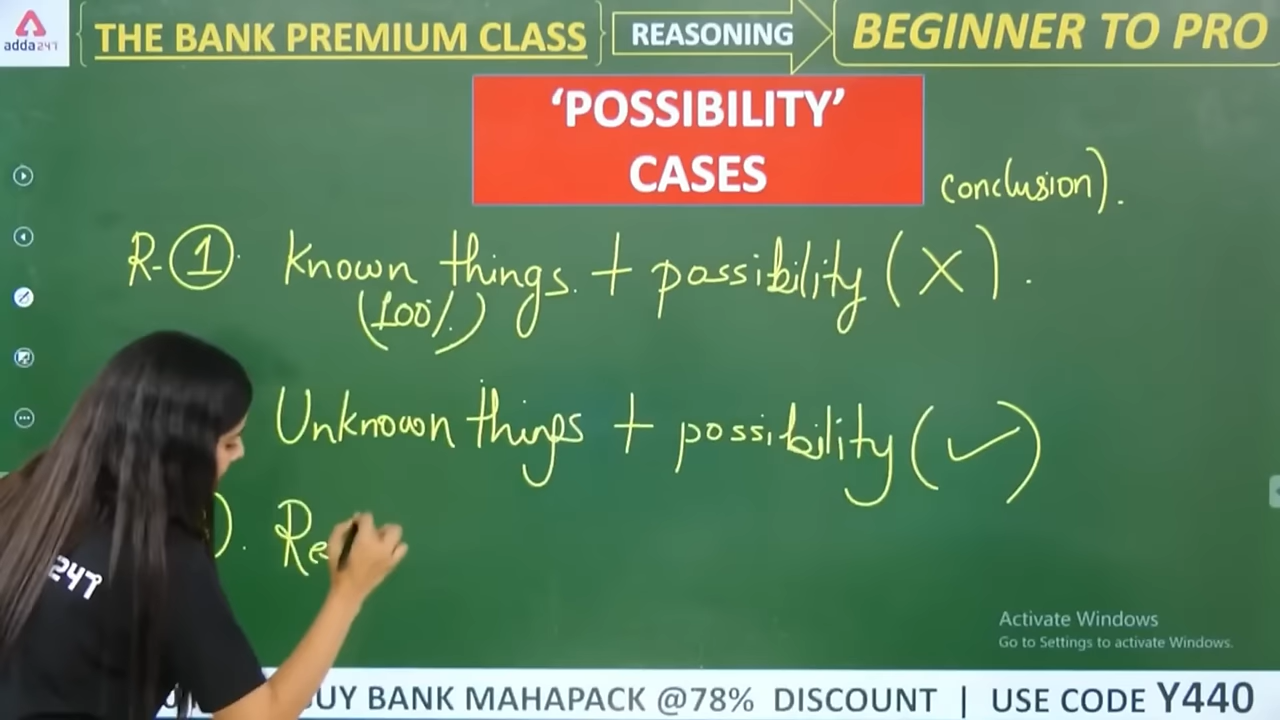 adda247
THE BANK PREMIUM CLASS
REASONING
BEGINNER TO PRO
‘POSSIBILITY’
CASES
conclusion).
R-1. Known things. + possibility (X).
(100%)
Unknown things + possibility (✓)
). Re
247
Activate Windows
Go to Settings to activate Windows.
BANK MAHAPACK @78% DISCOUNT | USE CODE Y440